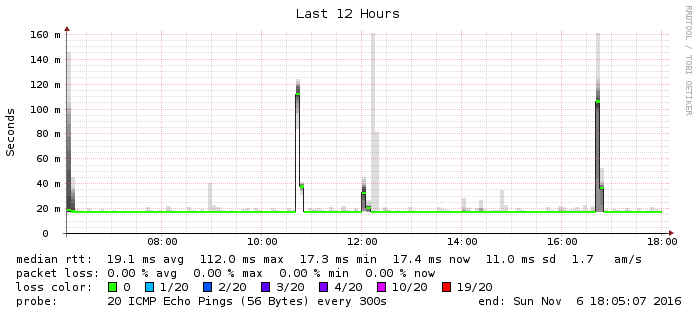 Last 12 Hours
RRDTOOL / TOBI OETIKER
Seconds
160 m
140 m
120 m
100 m
80 m
60 m
40 m
20 m
0
08:00 10:00 12:00 14:00 16:00 18:00
median rtt: 19.1 ms avg 112.0 ms max 17.3 ms min 17.4 ms now 11.0 ms sd 1.7 am/s
packet loss: 0.00 % avg 0.00 % max 0.00 % min 0.00 % now
loss color: 0 1/20 2/20 3/20 4/20 10/20 19/20
probe: 20 ICMP Echo Pings (56 Bytes) every 300s end: Sun Nov 6 18:05:07 2016